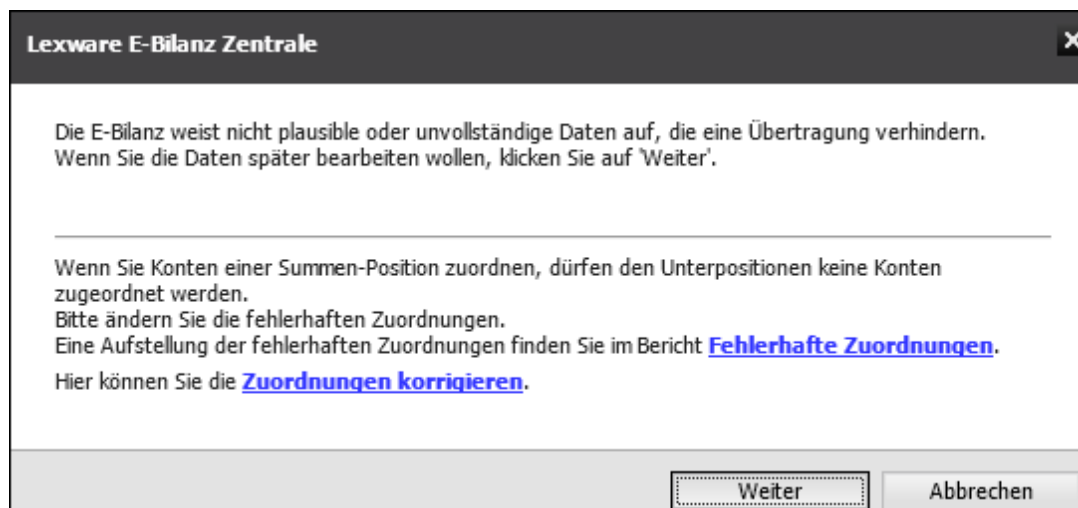 Lexware E-Bilanz Zentrale
Die E-Bilanz weist nicht plausible oder unvollständige Daten auf, die eine Übertragung verhindern.
Wenn Sie die Daten später bearbeiten wollen, klicken Sie auf 'Weiter'.
Wenn Sie Konten einer Summen-Position zuordnen, dürfen den Unterpositionen keine Konten
zugeordnet werden.
Bitte ändern Sie die fehlerhaften Zuordnungen.
Eine Aufstellung der fehlerhaften Zuordnungen finden Sie im Bericht Fehlerhafte Zuordnungen.
Hier können Sie die Zuordnungen korrigieren.
Weiter Abbrechen